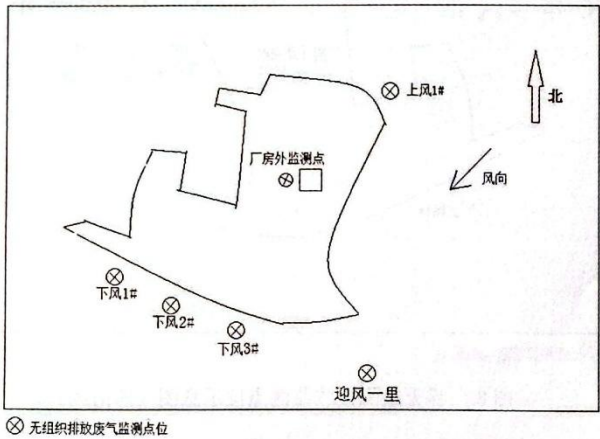 上风1#
北
厂房外监测点
风向
下风1#
下风2#
下风3#
迎风一里
无组织排放废气监测点位